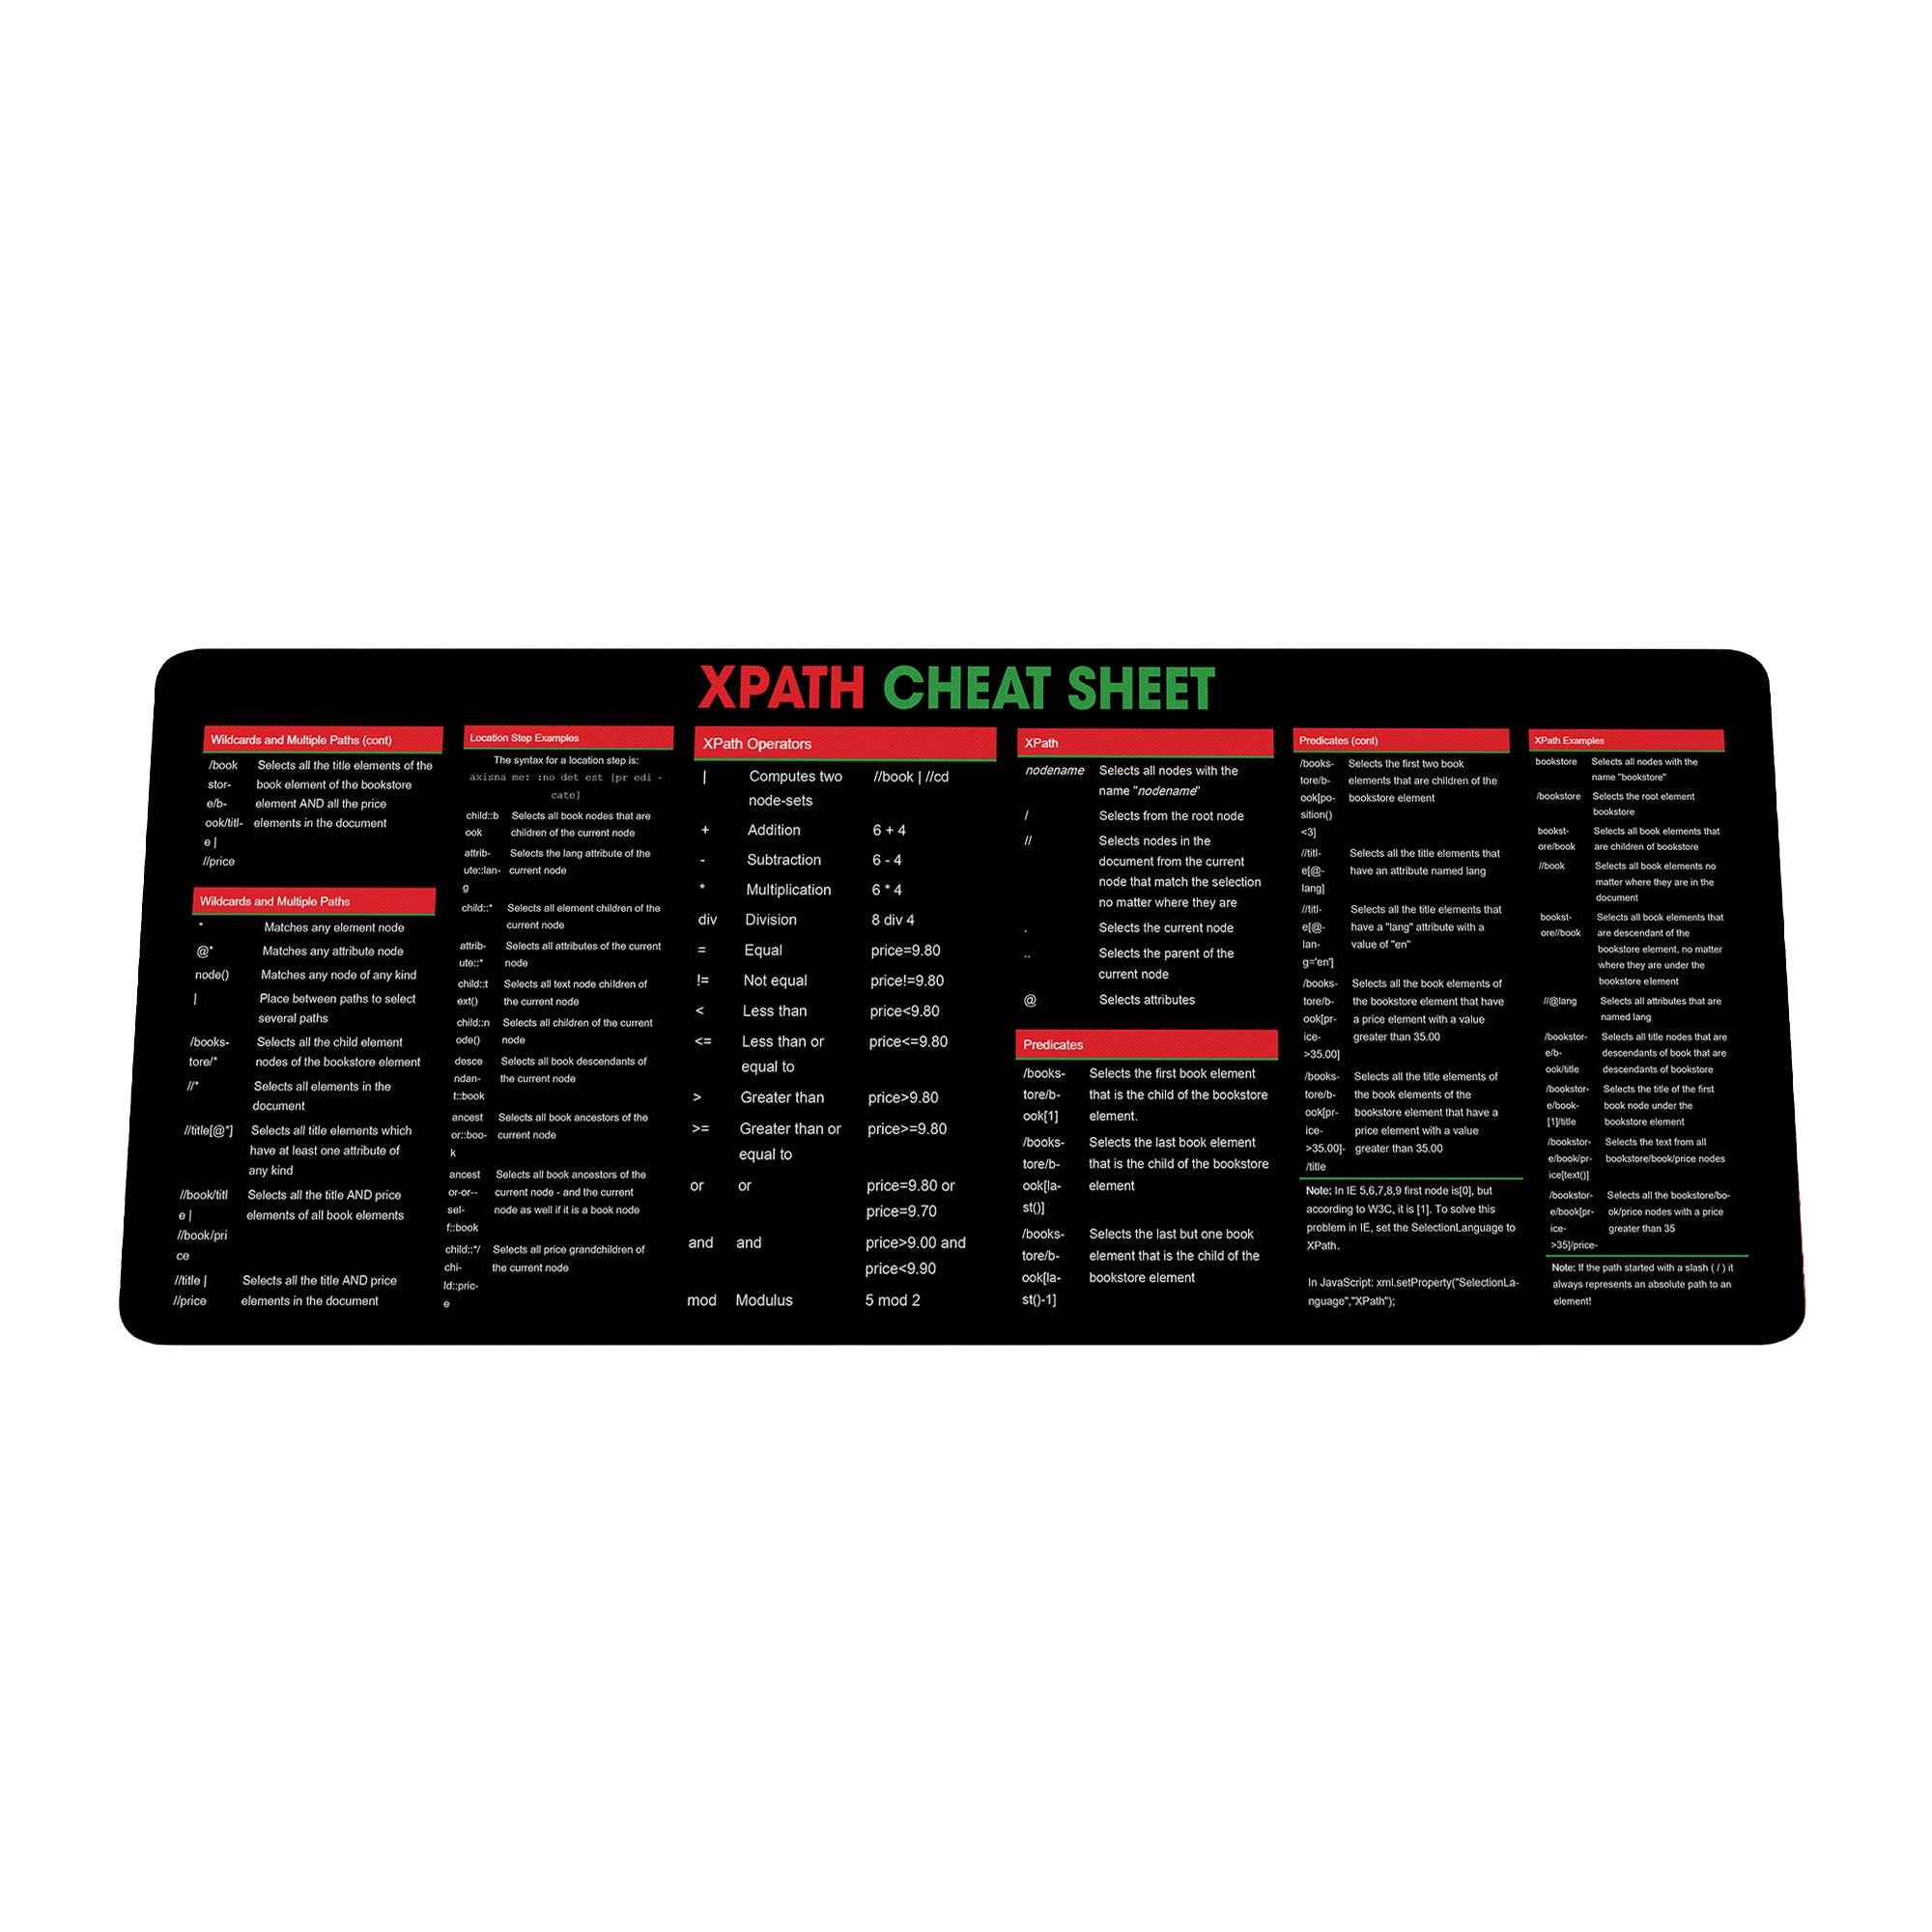 XPATH CHEAT SHEET
Wildcards and Multiple Paths (cont)
/book Selects all the title elements of the
stor- book element of the bookstore
e/b- element AND all the price
ook/titl- elements in the document
e |
//price
Wildcards and Multiple Paths
* Matches any element node
@* Matches any attribute node
node() Matches any node of any kind
| Place between paths to select
several paths
/books- Selects all the child element
tore/* nodes of the bookstore element
//* Selects all elements in the
document
//title[@*] Selects all title elements which
have at least one attribute of
any kind
//book/titl Selects all the title AND price
e | elements of all book elements
//book/pri
ce
//title | Selects all the title AND price
//price elements in the document
Location Step Examples
The syntax for a location step is:
axisna me: :no det est [pr edi -
cate]
child::b Selects all book nodes that are
ook children of the current node
attrib- Selects the lang attribute of the
ute::lan- current node
g
child::* Selects all element children of the
current node
attrib- Selects all attributes of the current
ute::* node
child::t Selects all text node children of
ext() the current node
child::n Selects all children of the current
ode() node
desce Selects all book descendants of
ndan- the current node
t::book
ancest Selects all book ancestors of the
or::boo- current node
k
ancest Selects all book ancestors of the
or-or-- current node - and the current
sel- node as well if it is a book node
f::book
child::*/ Selects all price grandchildren of
chi- the current node
ld::pric-
e
XPath Operators
| Computes two //book | //cd
node-sets
+ Addition 6 + 4
- Subtraction 6 - 4
* Multiplication 6 * 4
div Division 8 div 4
= Equal price=9.80
!= Not equal price!=9.80
< Less than price<9.80
<= Less than or price<=9.80
equal to
> Greater than price>9.80
>= Greater than or price>=9.80
equal to
or or price=9.80 or
price=9.70
and and price>9.00 and
price<9.90
mod Modulus 5 mod 2
XPath
nodename Selects all nodes with the
name "nodename"
/ Selects from the root node
// Selects nodes in the
document from the current
node that match the selection
no matter where they are
. Selects the current node
.. Selects the parent of the
current node
@ Selects attributes
Predicates
/books- Selects the first book element
tore/b- that is the child of the bookstore
ook[1] element.
/books- Selects the last book element
tore/b- that is the child of the bookstore
ook[la- element
st()]
/books- Selects the last but one book
tore/b- element that is the child of the
ook[la- bookstore element
st()-1]
Predicates (cont)
/books- Selects the first two book
tore/b- elements that are children of the
ook[po- bookstore element
sition()
<3]
//titl- Selects all the title elements that
e[@- have an attribute named lang
lang]
//titl- Selects all the title elements that
e[@- have a "lang" attribute with a
lan- value of "en"
g='en']
/books- Selects all the book elements of
tore/b- the bookstore element that have
ook[pr- a price element with a value
ice- greater than 35.00
>35.00]
/books- Selects all the title elements of
tore/b- the book elements of the
ook[pr- bookstore element that have a
ice- price element with a value
>35.00]- greater than 35.00
/title
Note: In IE 5,6,7,8,9 first node is[0], but
according to W3C, it is [1]. To solve this
problem in IE, set the SelectionLanguage to
XPath.
In JavaScript: xml.setProperty("SelectionLa-
nguage","XPath");
XPath Examples
bookstore Selects all nodes with the
name "bookstore"
/bookstore Selects the root element
bookstore
bookst- Selects all book elements that
ore/book are children of bookstore
//book Selects all book elements no
matter where they are in the
document
bookst- Selects all book elements that
ore//book are descendant of the
bookstore element, no matter
where they are under the
bookstore element
//@lang Selects all attributes that are
named lang
/bookstor- Selects all title nodes that are
e/b- descendants of book that are
ook/title descendants of bookstore
/bookstor- Selects the title of the first
e/book- book node under the
[1]/title bookstore element
/bookstor- Selects the text from all
e/book/pr- bookstore/book/price nodes
ice[text()]
/bookstor- Selects all the bookstore/bo-
e/book[pr- ok/price nodes with a price
ice- greater than 35
>35]/price-
Note: If the path started with a slash ( / ) it
always represents an absolute path to an
element!